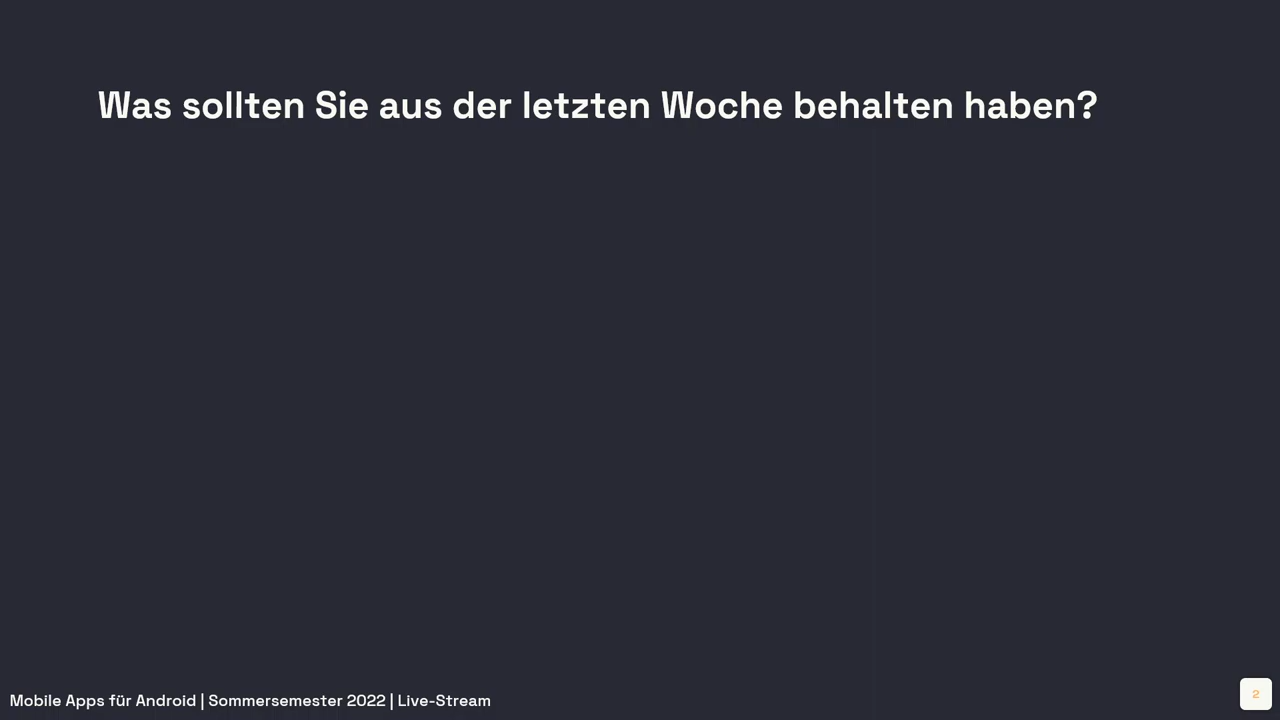 Was sollten Sie aus der letzten Woche behalten haben?
Mobile Apps für Android | Sommersemester 2022 | Live-Stream
2